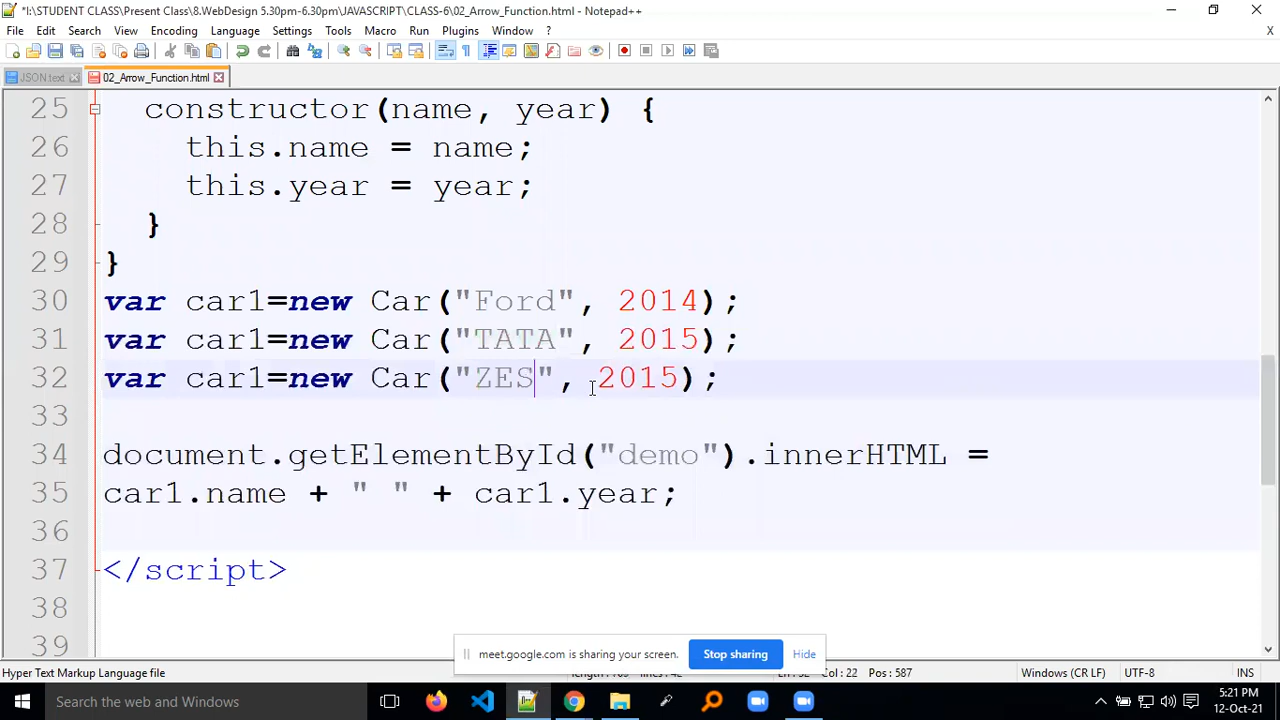 *I:\STUDENT CLASS\Present Class\8.WebDesign 5.30pm-6.30pm\JAVASCRIPT\CLASS-6\02_Arrow_Function.html - Notepad++
File Edit Search View Encoding Language Settings Tools Macro Run Plugins Window ? X
JSON text 02_Arrow_Function.html
25 constructor(name, year) {
26 this.name = name;
27 this.year = year;
28 }
29 }
30 var car1=new Car("Ford", 2014);
31 var car1=new Car("TATA", 2015);
32 var car1=new Car("ZES", 2015);
34 document.getElementById("demo").innerHTML =
35 car1.name + " " + car1.year;
36
37 </script>
38
39
meet.google.com is sharing your screen. Stop sharing Hide
Hyper Text Markup Language file Col : 22 Pos : 587 Windows (CR LF) UTF-8 INS
Search the web and Windows
5:21 PM
12-Oct-21